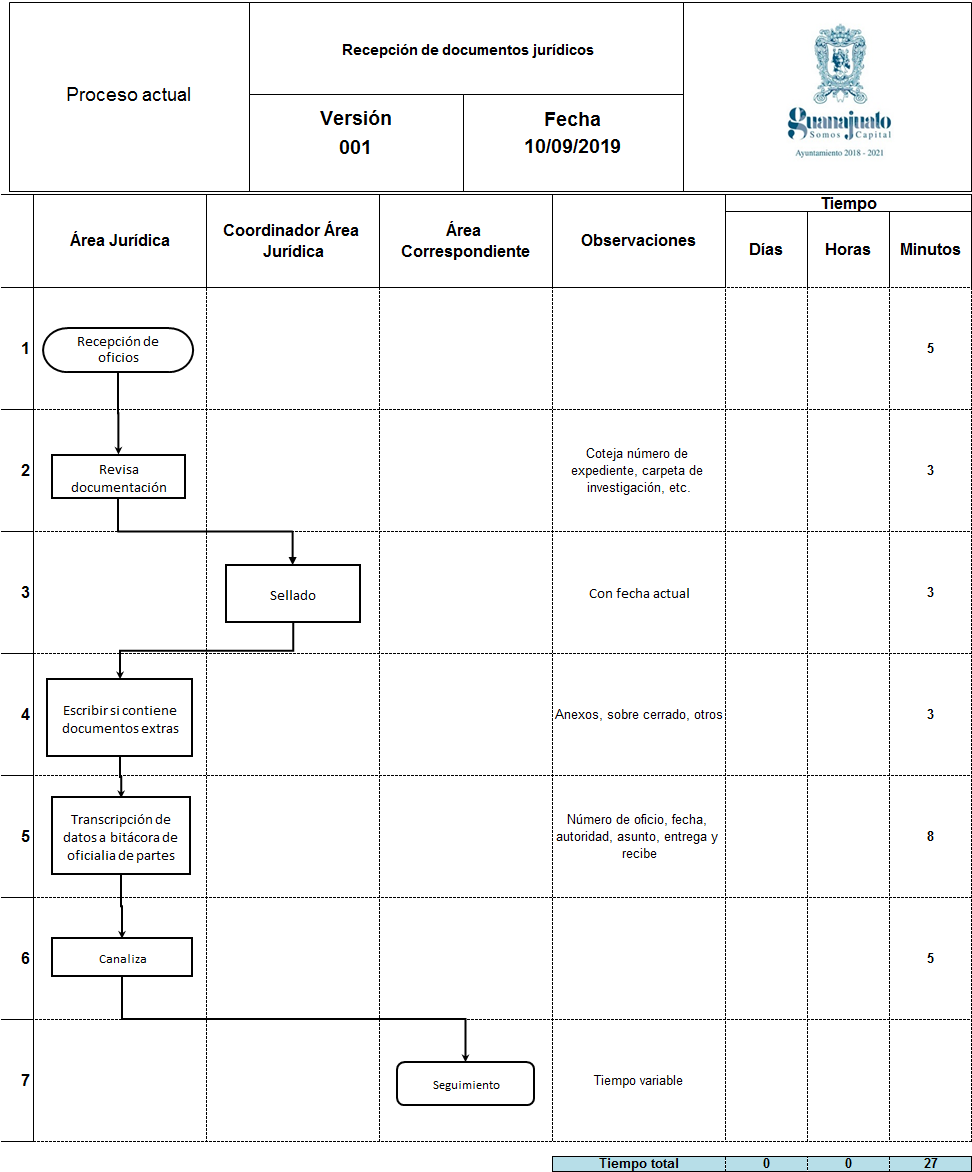 Proceso actual
Recepción de documentos jurídicos
Versión
001
Fecha
10/09/2019
guanajuato
Somos Capital
Ayuntamiento 2018 - 2021
Área Jurídica
Coordinador Área
Jurídica
Área
Correspondiente
Observaciones
Tiempo
Días
Horas
Minutos
1
Recepción de
oficios
5
2
Revisa
documentación
Coteja número de
expediente, carpeta de
investigación, etc.
3
3
Sellado
Con fecha actual
3
4
Escribir si contiene
documentos extras
Anexos, sobre cerrado, otros
3
5
Transcripción de
datos a bitácora de
oficialia de partes
Número de oficio, fecha,
autoridad, asunto, entrega y
recibe
8
6
Canaliza
5
7
Seguimiento
Tiempo variable
Tiempo total
0
0
27